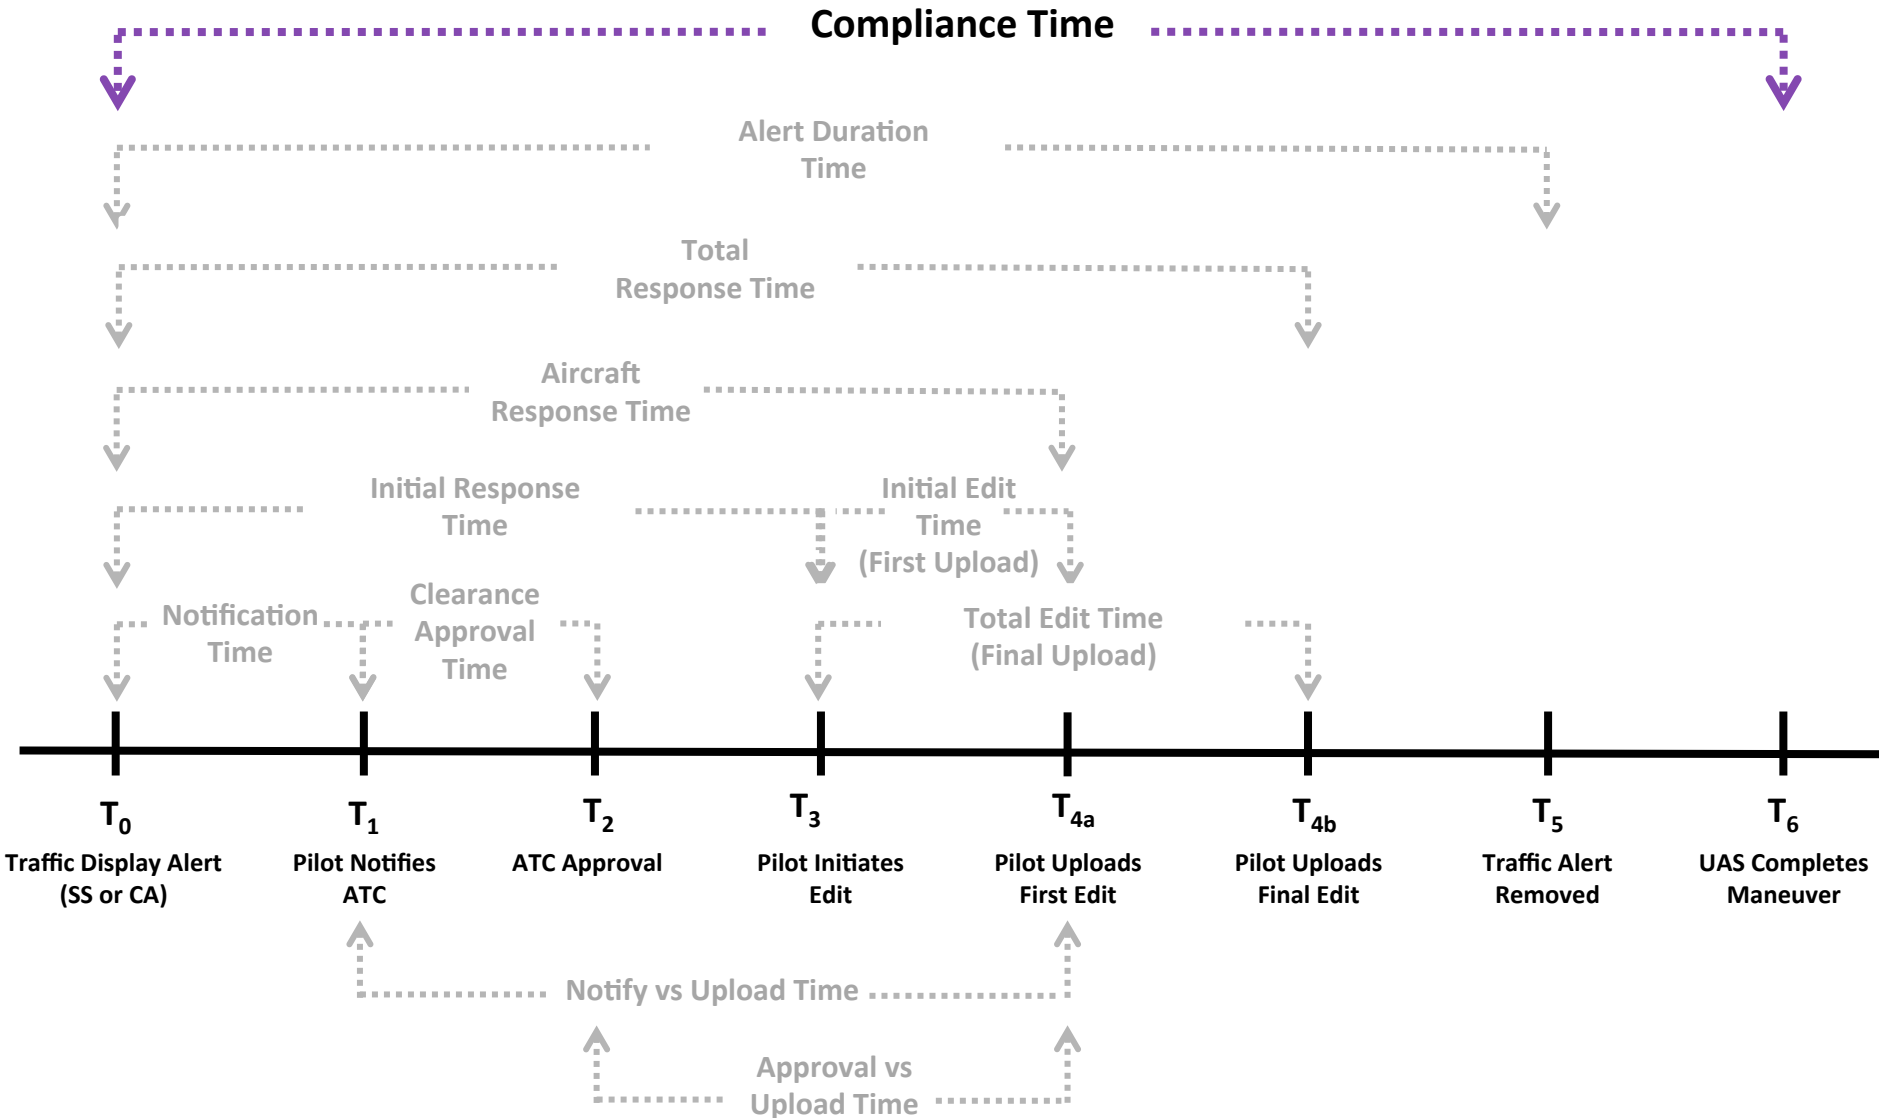 Compliance Time
Alert Duration
Time
Total
Response Time
Aircraft
Response Time
Initial Response
Time
Initial Edit
Time
(First Upload)
Notification
Time
Clearance
Approval
Time
Total Edit Time
(Final Upload)
T0
T1
T2
T3
T4a
T4b
T5
T6
Traffic Display Alert
(SS or CA)
Pilot Notifies
ATC
ATC Approval
Pilot Initiates
Edit
Pilot Uploads
First Edit
Pilot Uploads
Final Edit
Traffic Alert
Removed
UAS Completes
Maneuver
Notify vs Upload Time
Approval vs
Upload Time